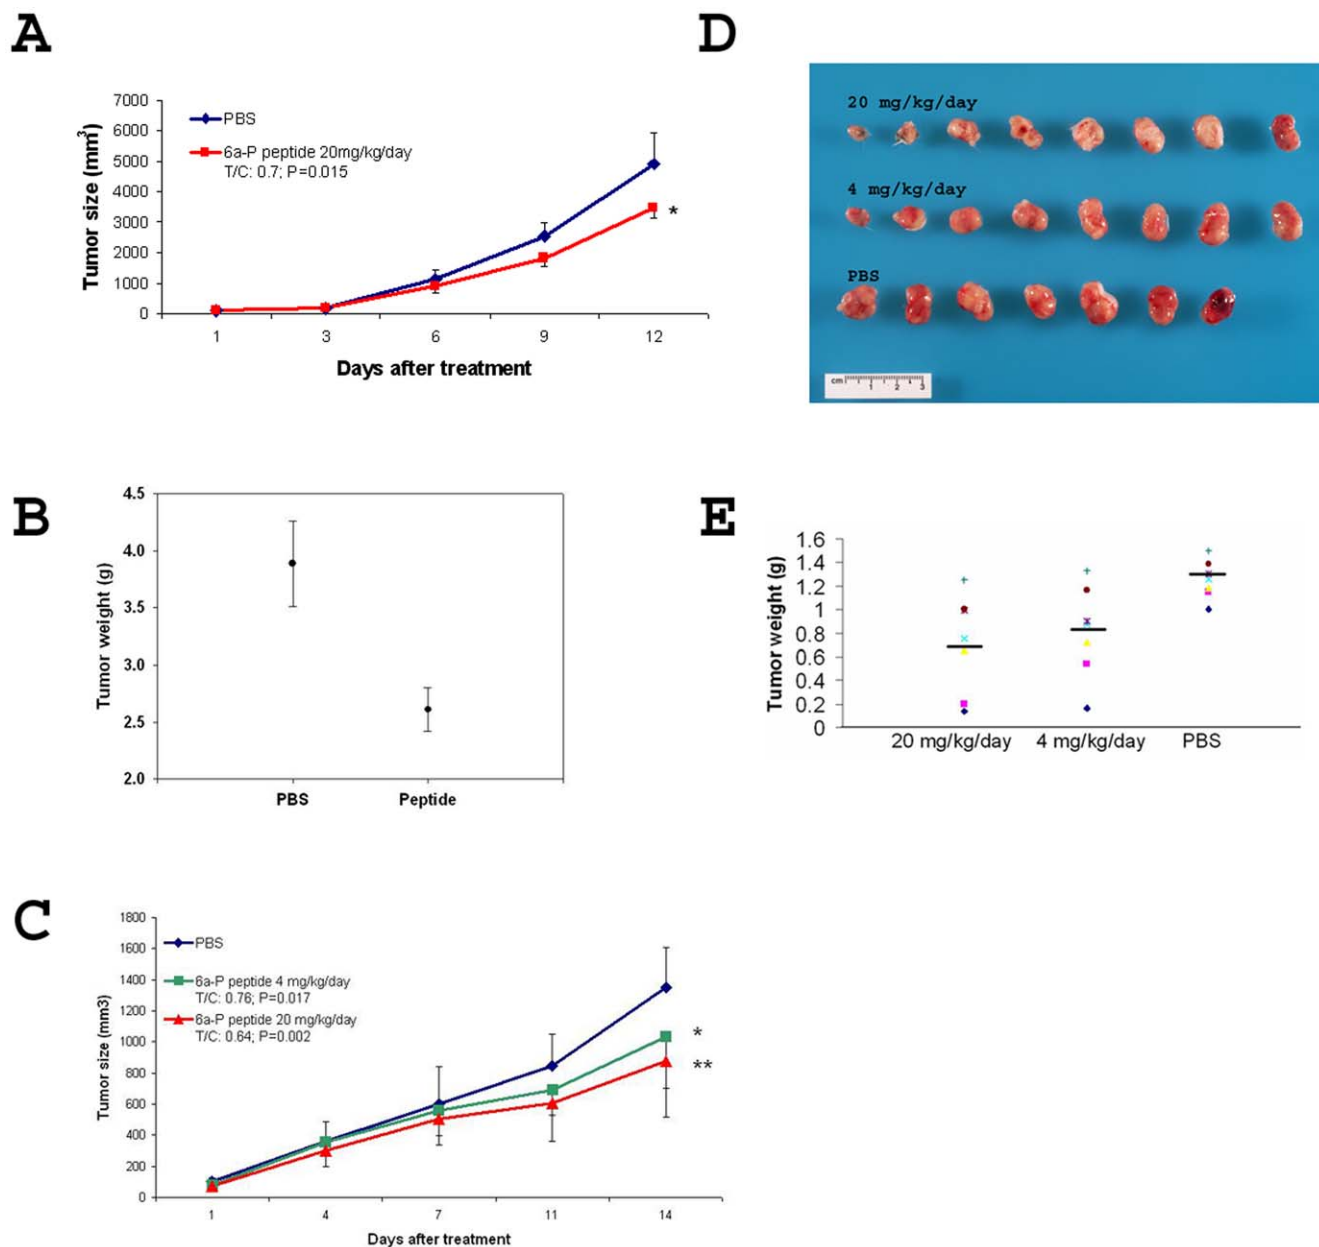 A
7000
6000
5000
4000
3000
2000
1000
0
Tumor size (mm³)
PBS
6a-P peptide 20mg/kg/day
T/C: 0.7; P=0.015
*
1 3 6 9 12
Days after treatment
B
4.5
4.0
3.5
3.0
2.5
2.0
Tumor weight (g)
PBS Peptide
C
1800
1600
1400
1200
1000
800
600
400
200
0
Tumor size (mm3)
PBS
6a-P peptide 4 mg/kg/day
T/C: 0.76; P=0.017
6a-P peptide 20 mg/kg/day
T/C: 0.64; P=0.002
*
**
1 4 7 11 14
Days after treatment
D
20 mg/kg/day
4 mg/kg/day
PBS
cm 1 2 3
E
1.6
1.4
1.2
1
0.8
0.6
0.4
0.2
0
Tumor weight (g)
20 mg/kg/day 4 mg/kg/day PBS